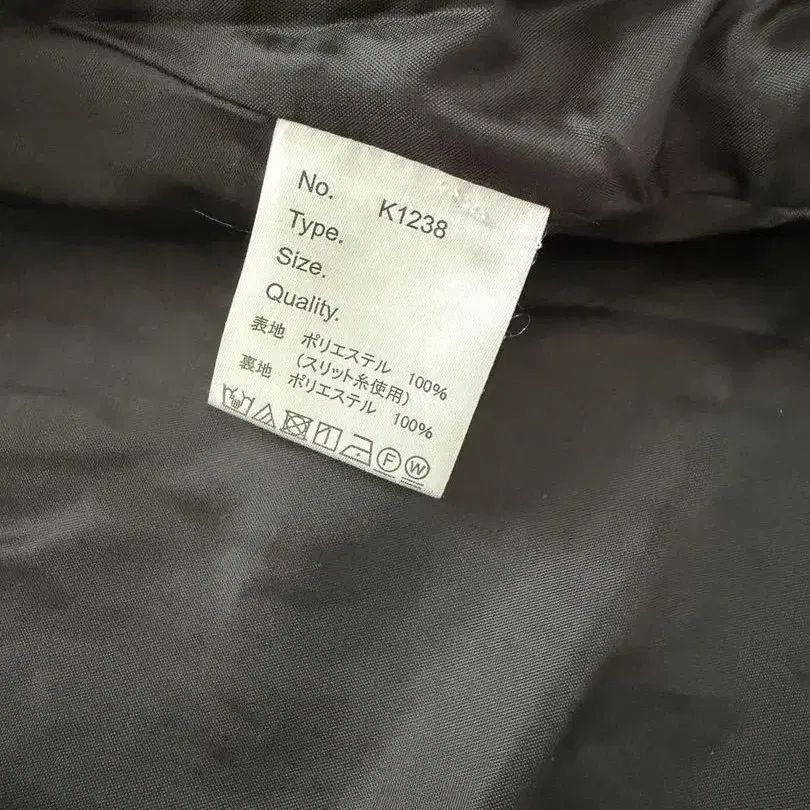 No. K1238
Type.
Size.
Quality.
表地 ポリエステル 100%
(スリット糸使用)
裏地 ポリエステル 100%
F W